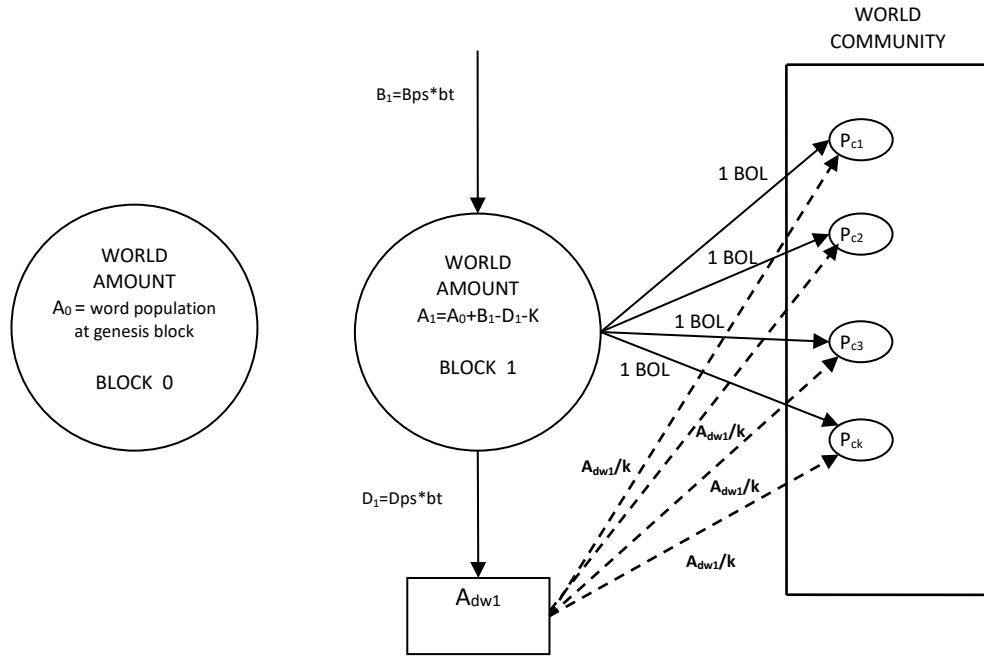 WORLD
COMMUNITY
B₁=Bps*bt
Pc1
1 BOL
Pc2
1 BOL
WORLD
AMOUNT
A₀ = word population
at genesis block
BLOCK 0
WORLD
AMOUNT
A₁=A₀+B₁-D₁-K
BLOCK 1
1 BOL
Pc3
1 BOL
Pck
Adw1/k
Adw1/k
Adw1/k
Adw1/k
D₁=Dps*bt
Adw1